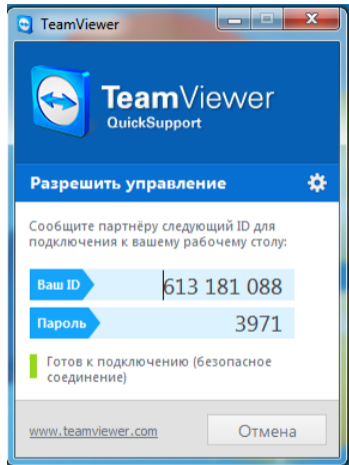 TeamViewer
TeamViewer
QuickSupport
Разрешить управление
Сообщите партнёру следующий ID для
подключения к вашему рабочему столу:
Ваш ID 613 181 088
Пароль 3971
Готов к подключению (безопасное
соединение)
www.teamviewer.com Отмена